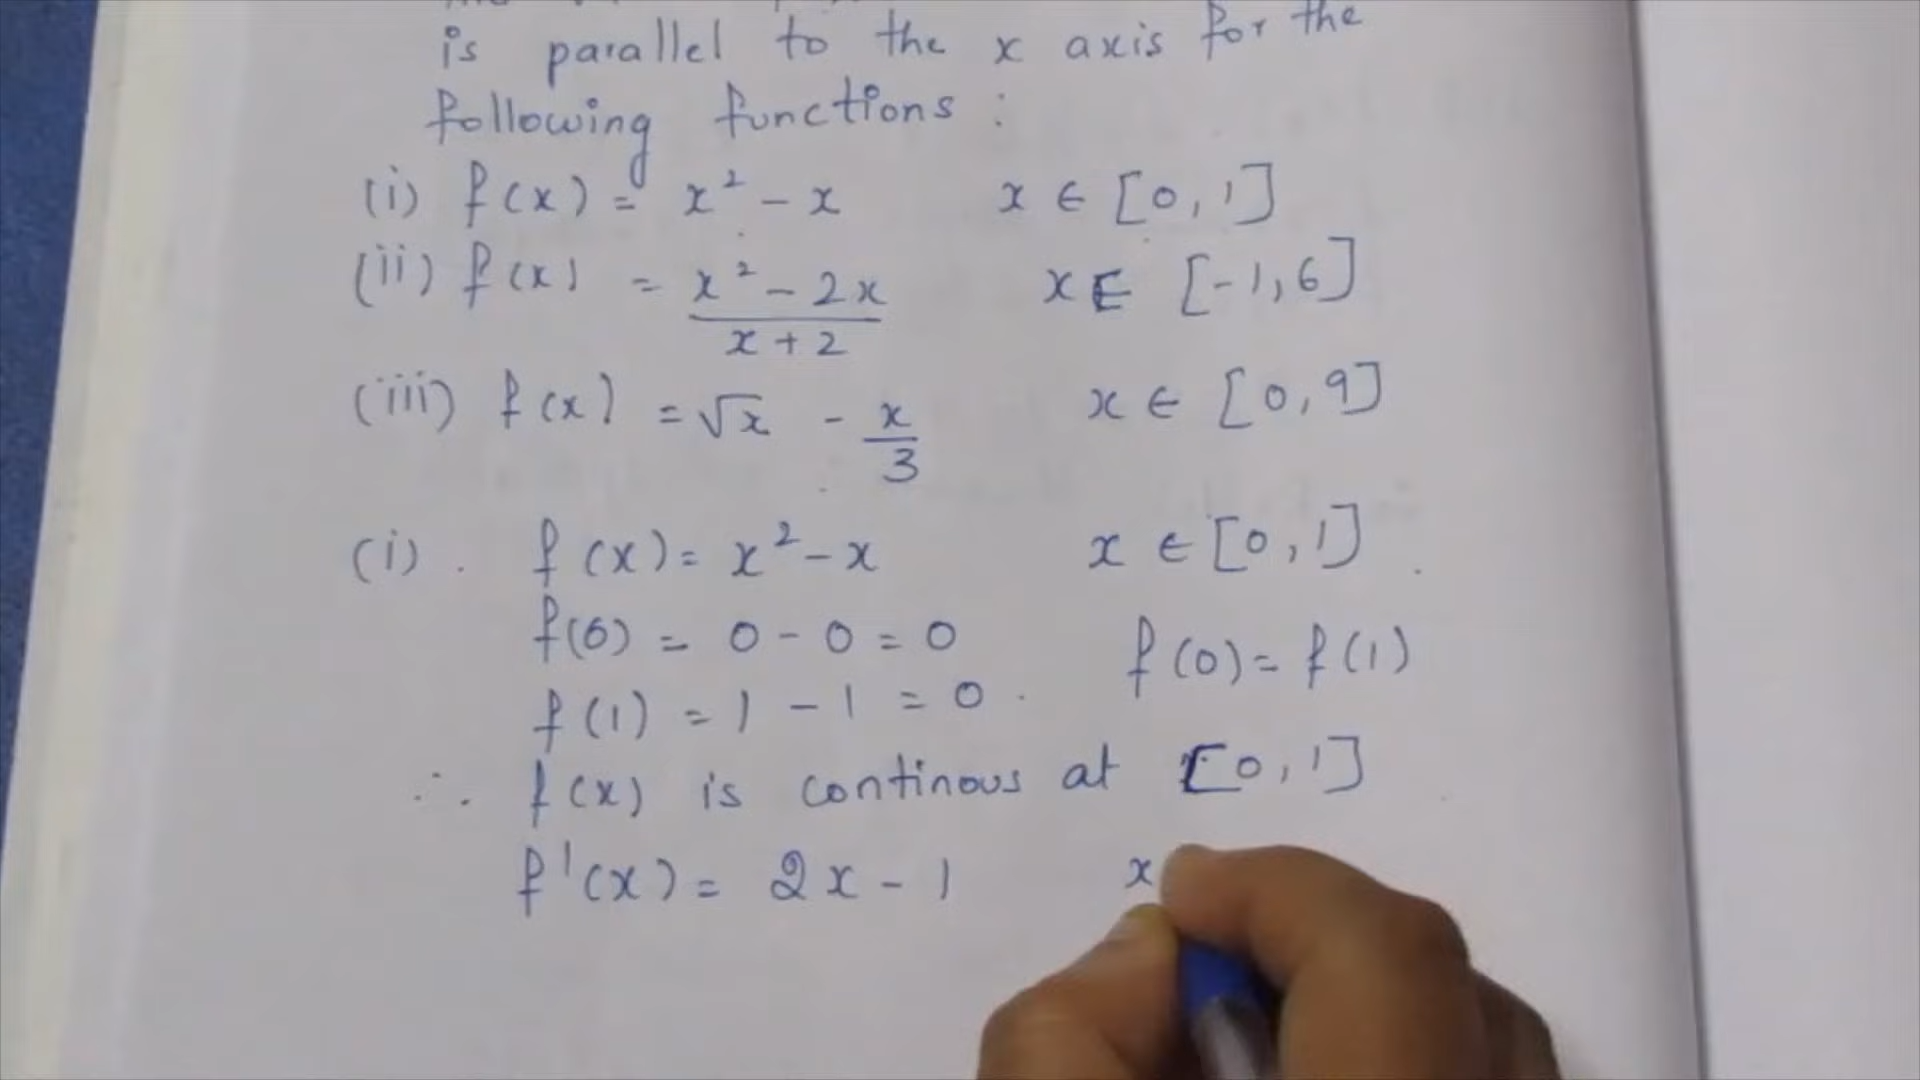 is parallel to the x axis for the
following functions :
(i) f(x) = x² - x x ∈ [0, 1]
(ii) f(x) = x² - 2x / x + 2 x ∈ [-1, 6]
(iii) f(x) = √x - x / 3 x ∈ [0, 9]
(i). f(x) = x² - x x ∈ [0, 1].
f(0) = 0 - 0 = 0 f(0) = f(1)
f(1) = 1 - 1 = 0.
∴ f(x) is continous at [0, 1]
f'(x) = 2x - 1 x